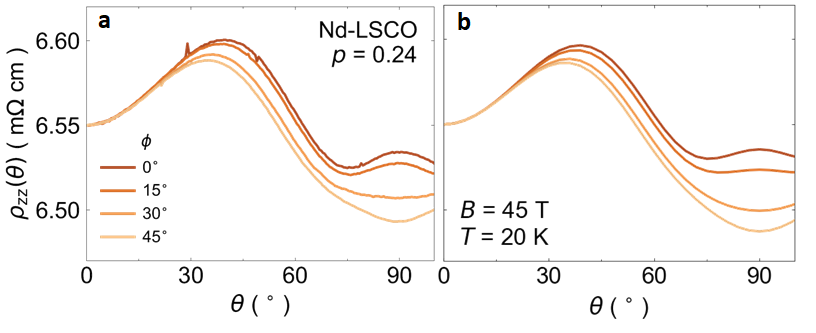 a
Nd-LSCO
p = 0.24
ρzz(θ) ( mΩ cm )
6.60
6.55
6.50
ϕ
0°
15°
30°
45°
0 30 60 90
θ ( ° )
b
B = 45 T
T = 20 K
0 30 60 90
θ ( ° )